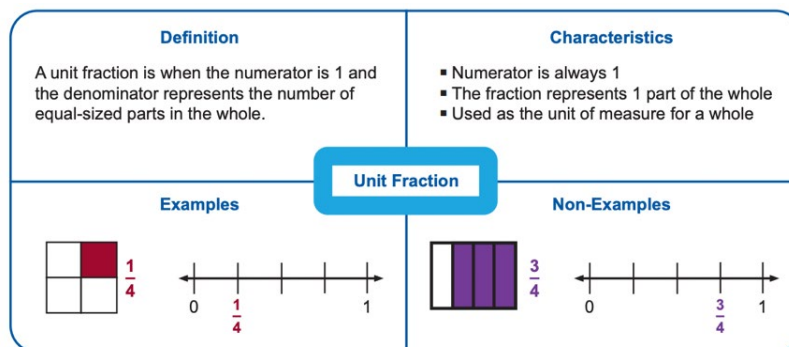 Definition
A unit fraction is when the numerator is 1 and
the denominator represents the number of
equal-sized parts in the whole.
Characteristics
▪ Numerator is always 1
▪ The fraction represents 1 part of the whole
▪ Used as the unit of measure for a whole
Unit Fraction
Examples
1/4
0 1/4 1
Non-Examples
3/4
0 3/4 1